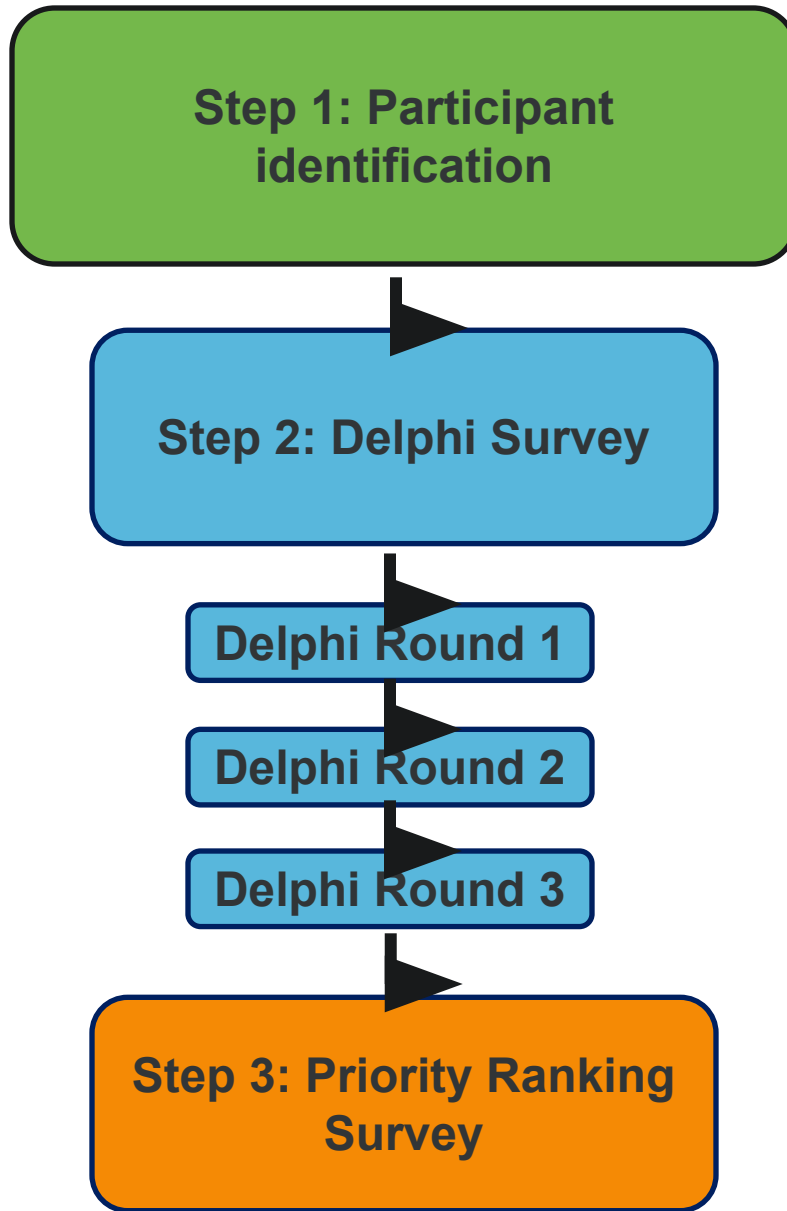 Step 1: Participant
identification
Step 2: Delphi Survey
Delphi Round 1
Delphi Round 2
Delphi Round 3
Step 3: Priority Ranking
Survey